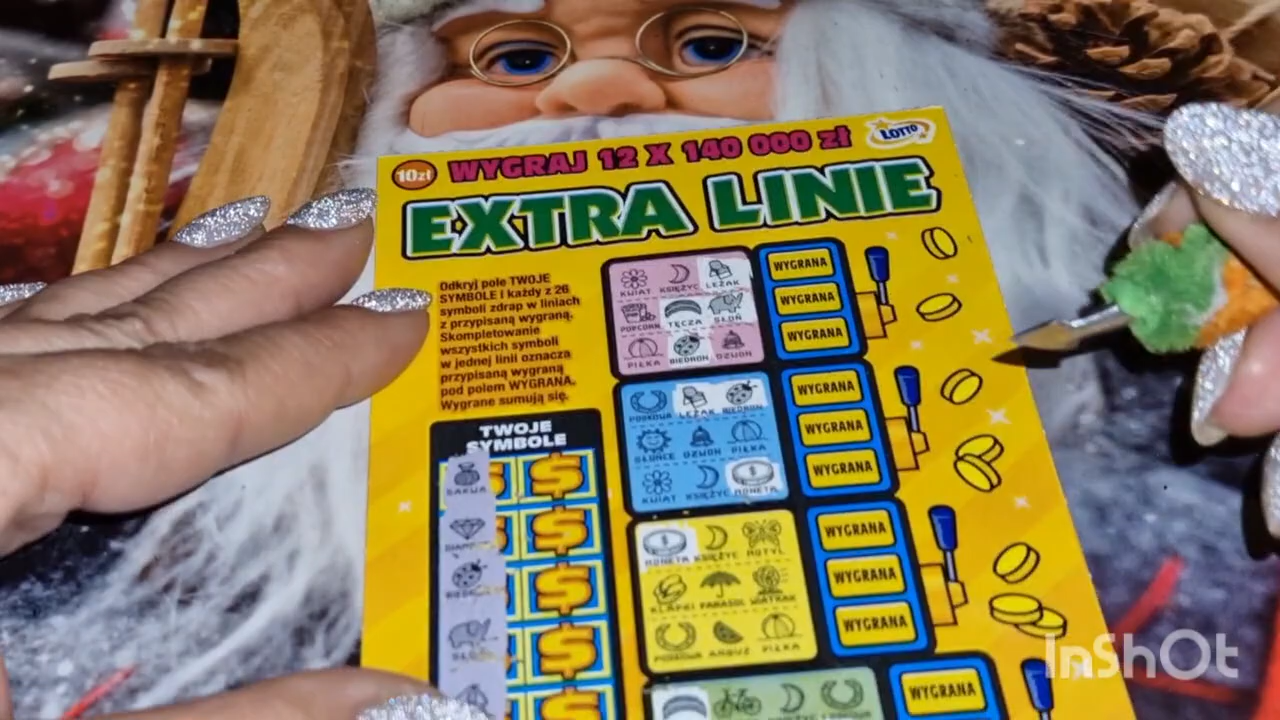 10zł WYGRAJ 12 X 140 000 zł LOTTO
EXTRA LINIE
Odkryj pole TWOJE
SYMBOLE i każdy z 26
symboli zdrap w liniach
z przypisaną wygraną.
Skompletowanie
wszystkich symboli
w jednej linii oznacza
przypisaną wygraną
pod polem WYGRANA.
Wygrane sumują się.
KWIAT KSIĘŻYC LEŻAK
POPCORN TĘCZA SŁOŃ
PIŁKA BIEDRON DZWON
WYGRANA
WYGRANA
WYGRANA
PODKOWA LEŻAK BIEDRON
SŁOŃCE DZWON PIŁKA
KWIAT KSIĘŻYC MONETA
WYGRANA
WYGRANA
WYGRANA
MONETA KSIĘŻYC MOTYL
KLAPKI PARASOL WIATRAK
PODKOWA ARBUZ PIŁKA
WYGRANA
WYGRANA
WYGRANA
WYGRANA
TWOJE
SYMBOLE
InShOt